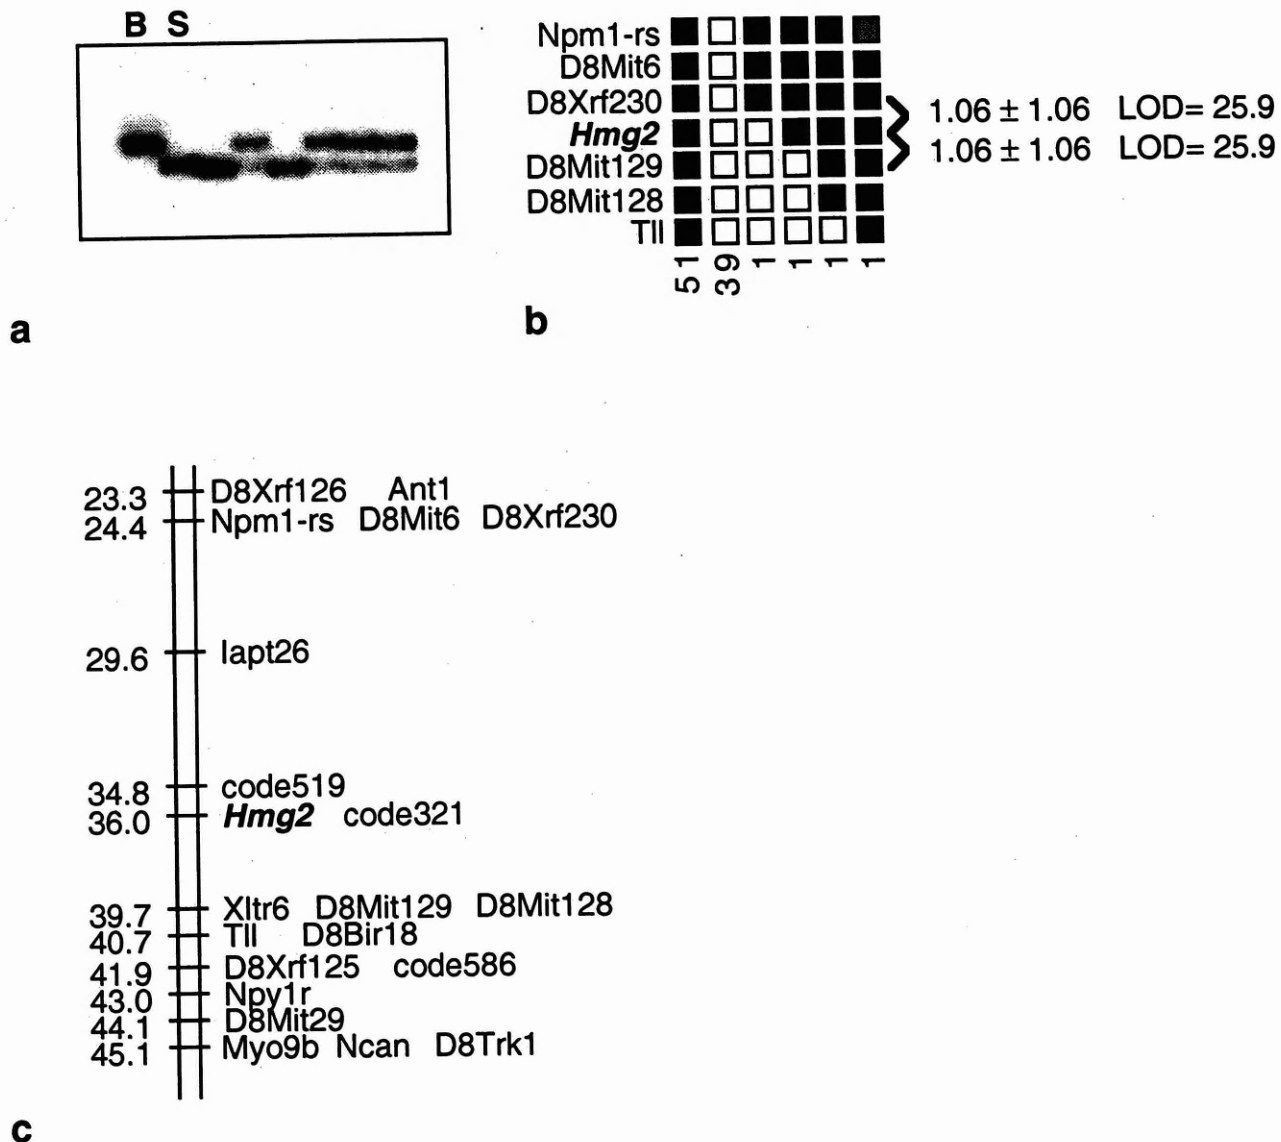 B S
a
Npm1-rs
D8Mit6
D8Xrf230
Hmg2
D8Mit129
D8Mit128
Tll
1.06 ± 1.06 LOD= 25.9
1.06 ± 1.06 LOD= 25.9
51 39 1 1 1 1
b
23.3 D8Xrf126 Ant1
24.4 Npm1-rs D8Mit6 D8Xrf230
29.6 Iapt26
34.8 code519
36.0 Hmg2 code321
39.7 Xltr6 D8Mit129 D8Mit128
40.7 Tll D8Bir18
41.9 D8Xrf125 code586
43.0 Npy1r
44.1 D8Mit29
45.1 Myo9b Ncan D8Trk1
c